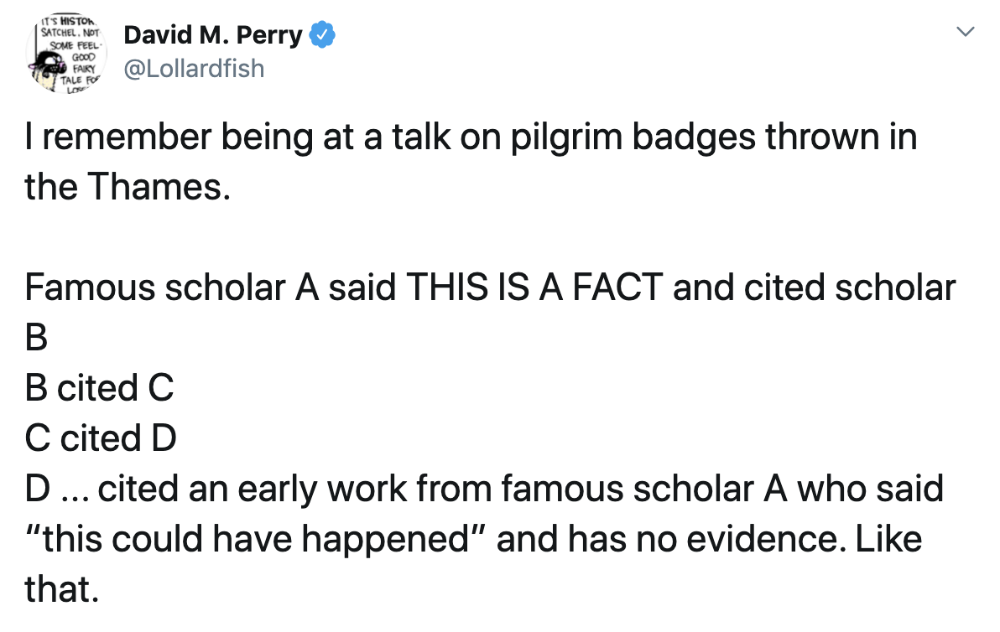 IT'S HISTOR
SATCHEL. NOT
SOME FEEL-
GOOD
FAIRY
TALE FOR
David M. Perry
@Lollardfish
I remember being at a talk on pilgrim badges thrown in
the Thames.
Famous scholar A said THIS IS A FACT and cited scholar
B
B cited C
C cited D
D ... cited an early work from famous scholar A who said
“this could have happened” and has no evidence. Like
that.